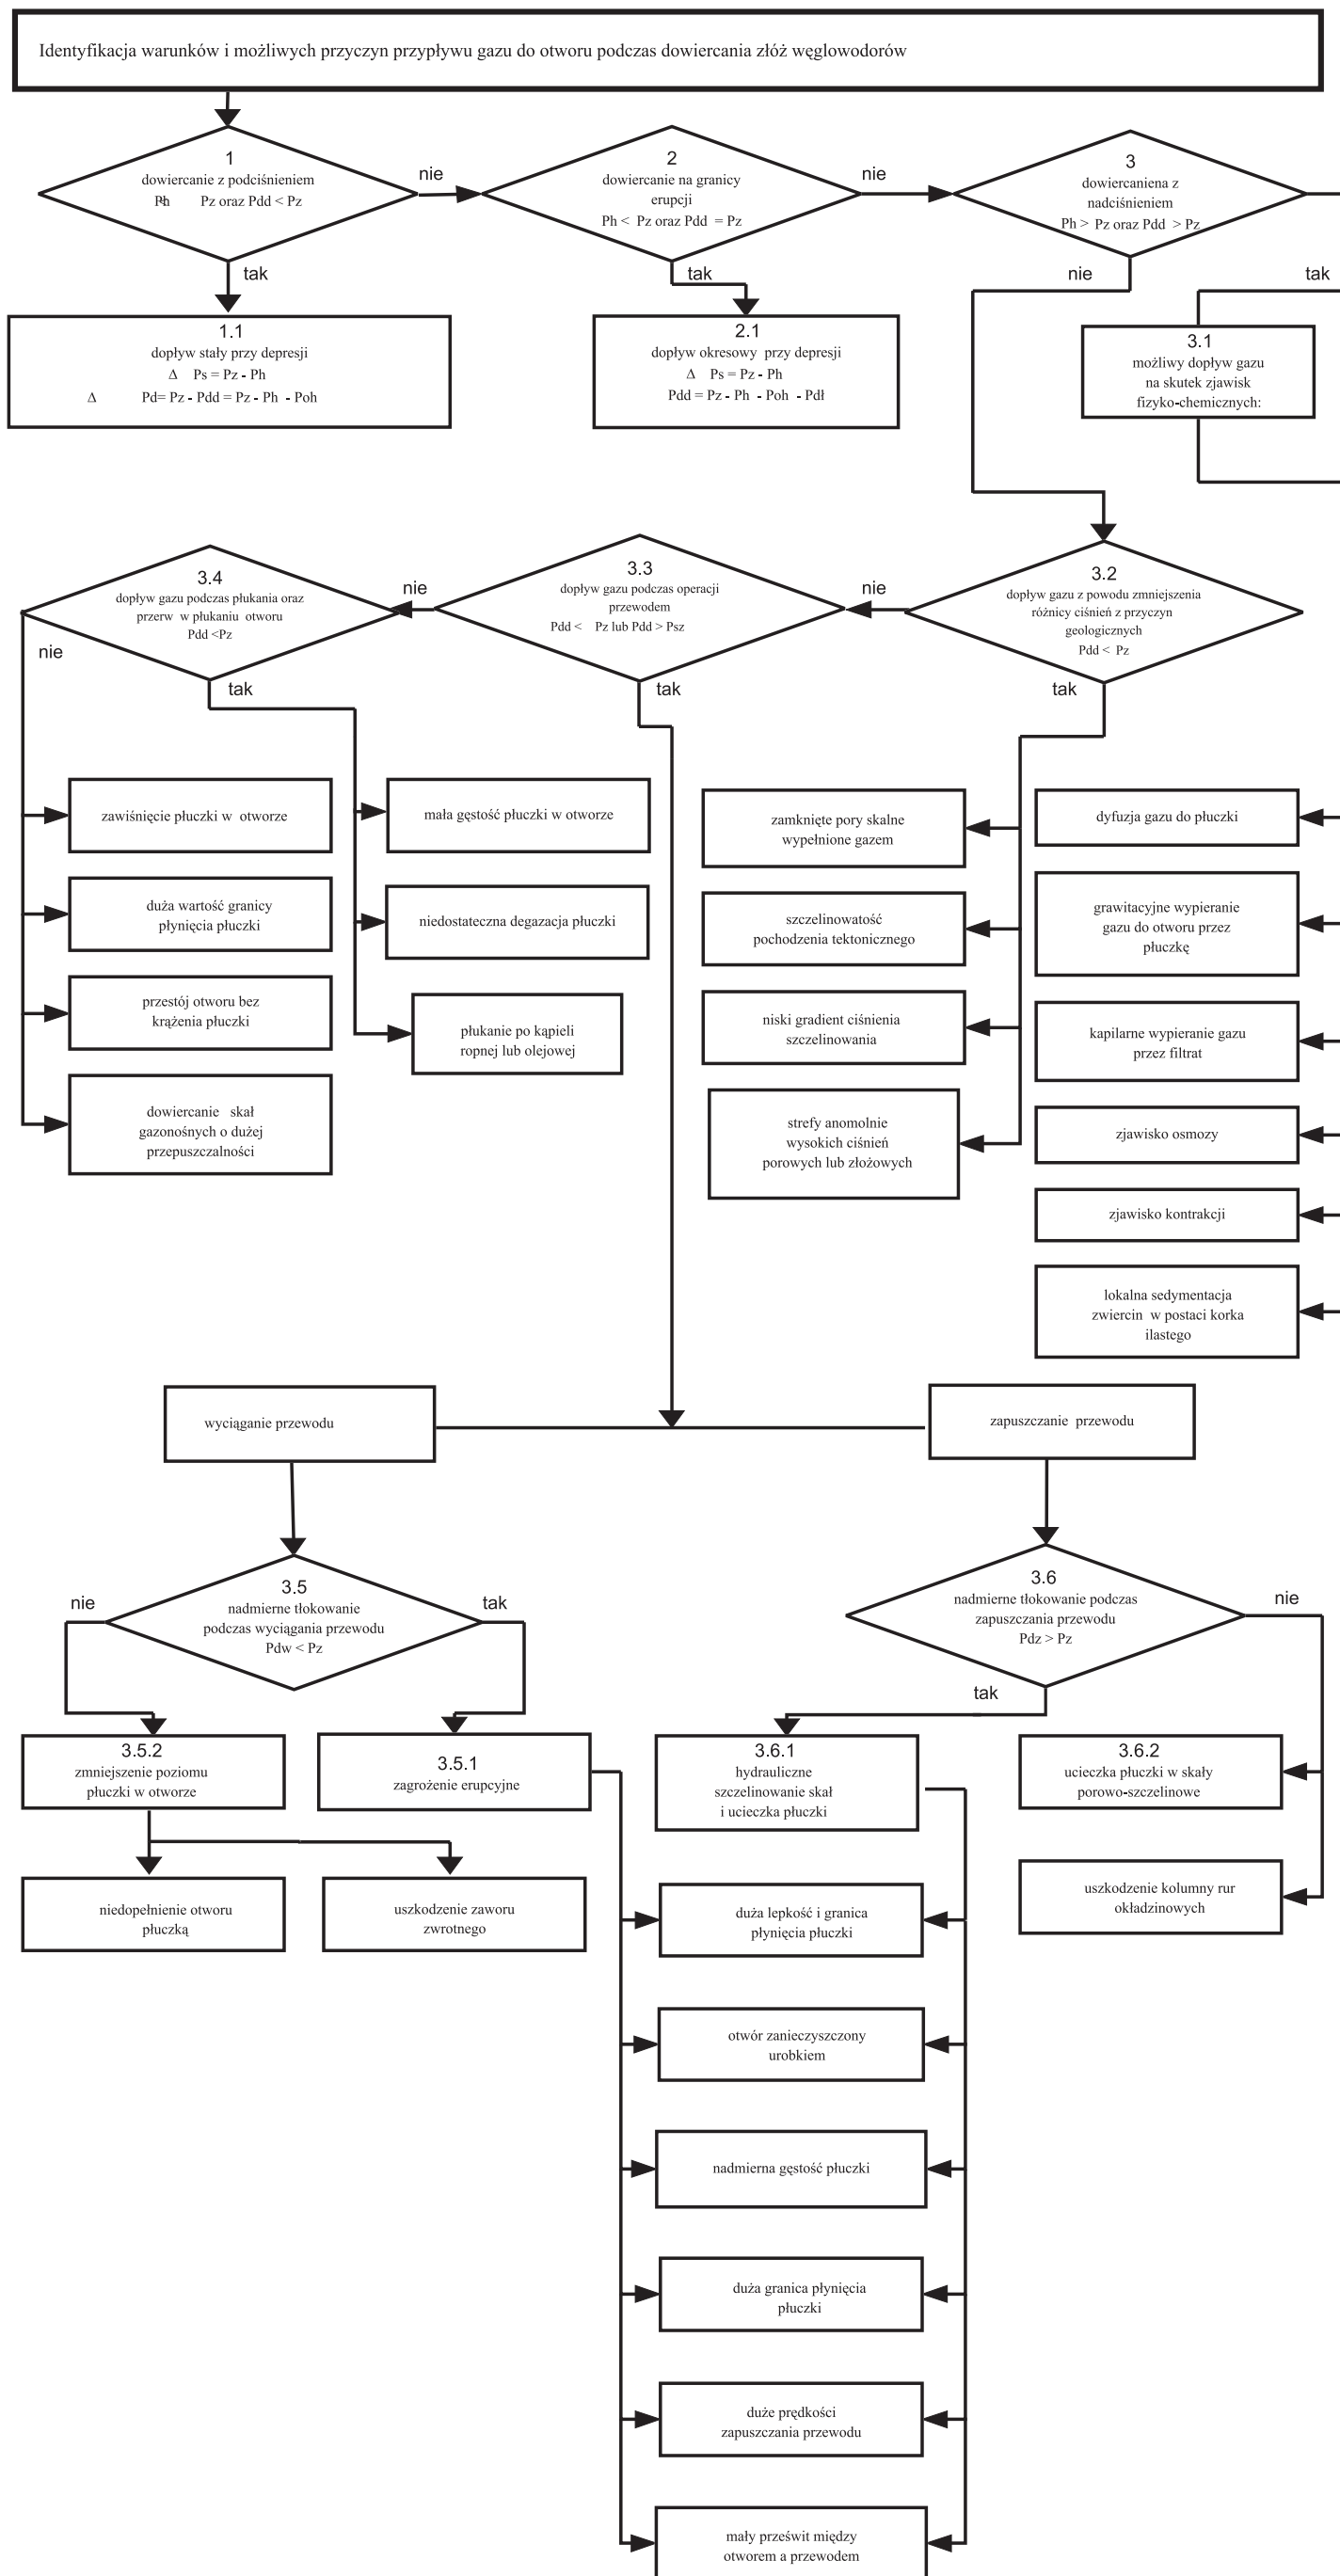 Identyfikacja warunków i możliwych przyczyn przypływu gazu do otworu podczas dowiercania złóż węglowodorów
1
dowiercanie z podciśnieniem
Ph Pz oraz Pdd < Pz
nie
tak
2
dowiercanie na granicy
erupcji
Ph < Pz oraz Pdd = Pz
nie
tak
3
dowiercaniena z
nadciśnieniem
Ph > Pz oraz Pdd > Pz
nie
tak
1.1
dopływ stały przy depresji
Δ Ps = Pz - Ph
Δ Pd= Pz - Pdd = Pz - Ph - Poh
2.1
dopływ okresowy przy depresji
Δ Ps = Pz - Ph
Pdd = Pz - Ph - Poh - Pdł
3.1
możliwy dopływ gazu
na skutek zjawisk
fizyko-chemicznych:
3.4
dopływ gazu podczas płukania oraz
przerw w płukaniu otworu
Pdd <Pz
nie
tak
nie
3.3
dopływ gazu podczas operacji
przewodem
Pdd < Pz lub Pdd > Psz
tak
nie
3.2
dopływ gazu z powodu zmniejszenia
różnicy ciśnień z przyczyn
geologicznych
Pdd < Pz
tak
zawiśnięcie płuczki w otworze
duża wartość granicy
płynięcia płuczki
przestój otworu bez
krążenia płuczki
dowiercanie skał
gazonośnych o dużej
przepuszczalności
mała gęstość płuczki w otworze
niedostateczna degazacja płuczki
płukanie po kąpieli
ropnej lub olejowej
zamknięte pory skalne
wypełnione gazem
szczelinowatość
pochodzenia tektonicznego
niski gradient ciśnienia
szczelinowania
strefy anomolnie
wysokich ciśnień
porowych lub złożowych
dyfuzja gazu do płuczki
grawitacyjne wypieranie
gazu do otworu przez
płuczkę
kapilarne wypieranie gazu
przez filtrat
zjawisko osmozy
zjawisko kontrakcji
lokalna sedymentacja
zwiercin w postaci korka
ilastego
wyciąganie przewodu
zapuszczanie przewodu
3.5
nadmierne tłokowanie
podczas wyciągania przewodu
Pdw < Pz
nie
tak
3.6
nadmierne tłokowanie podczas
zapuszczania przewodu
Pdz > Pz
nie
tak
3.5.2
zmniejszenie poziomu
płuczki w otworze
3.5.1
zagrożenie erupcyjne
3.6.1
hydrauliczne
szczelinowanie skał
i ucieczka płuczki
3.6.2
ucieczka płuczki w skały
porowo-szczelinowe
niedopełnienie otworu
płuczką
uszkodzenie zaworu
zwrotnego
uszkodzenie kolumny rur
okładzinowych
duża lepkość i granica
płynięcia płuczki
otwór zanieczyszczony
urobkiem
nadmierna gęstość płuczki
duża granica płynięcia
płuczki
duże prędkości
zapuszczania przewodu
mały prześwit między
otworem a przewodem